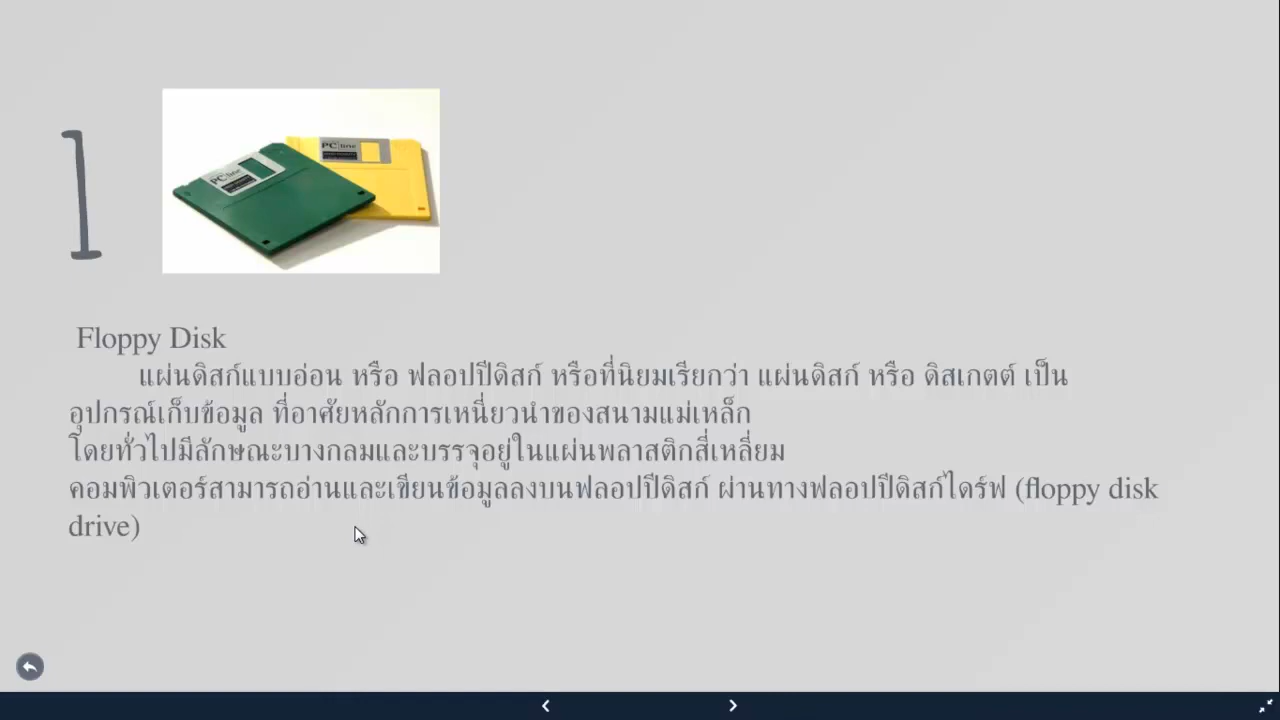 1
PC line
PC line
Floppy Disk
แผ่นดิสก์แบบอ่อน หรือ ฟลอปปีดิสก์ หรือที่นิยมเรียกว่า แผ่นดิสก์ หรือ ดิสเกตต์ เป็น
อุปกรณ์เก็บข้อมูล ที่อาศัยหลักการเหนี่ยวนำของสนามแม่เหล็ก
โดยทั่วไปมีลักษณะบางกลมและบรรจุอยู่ในแผ่นพลาสติกสี่เหลี่ยม
คอมพิวเตอร์สามารถอ่านและเขียนข้อมูลลงบนฟลอปปีดิสก์ ผ่านทางฟลอปปีดิสก์ไดร์ฟ (floppy disk
drive)